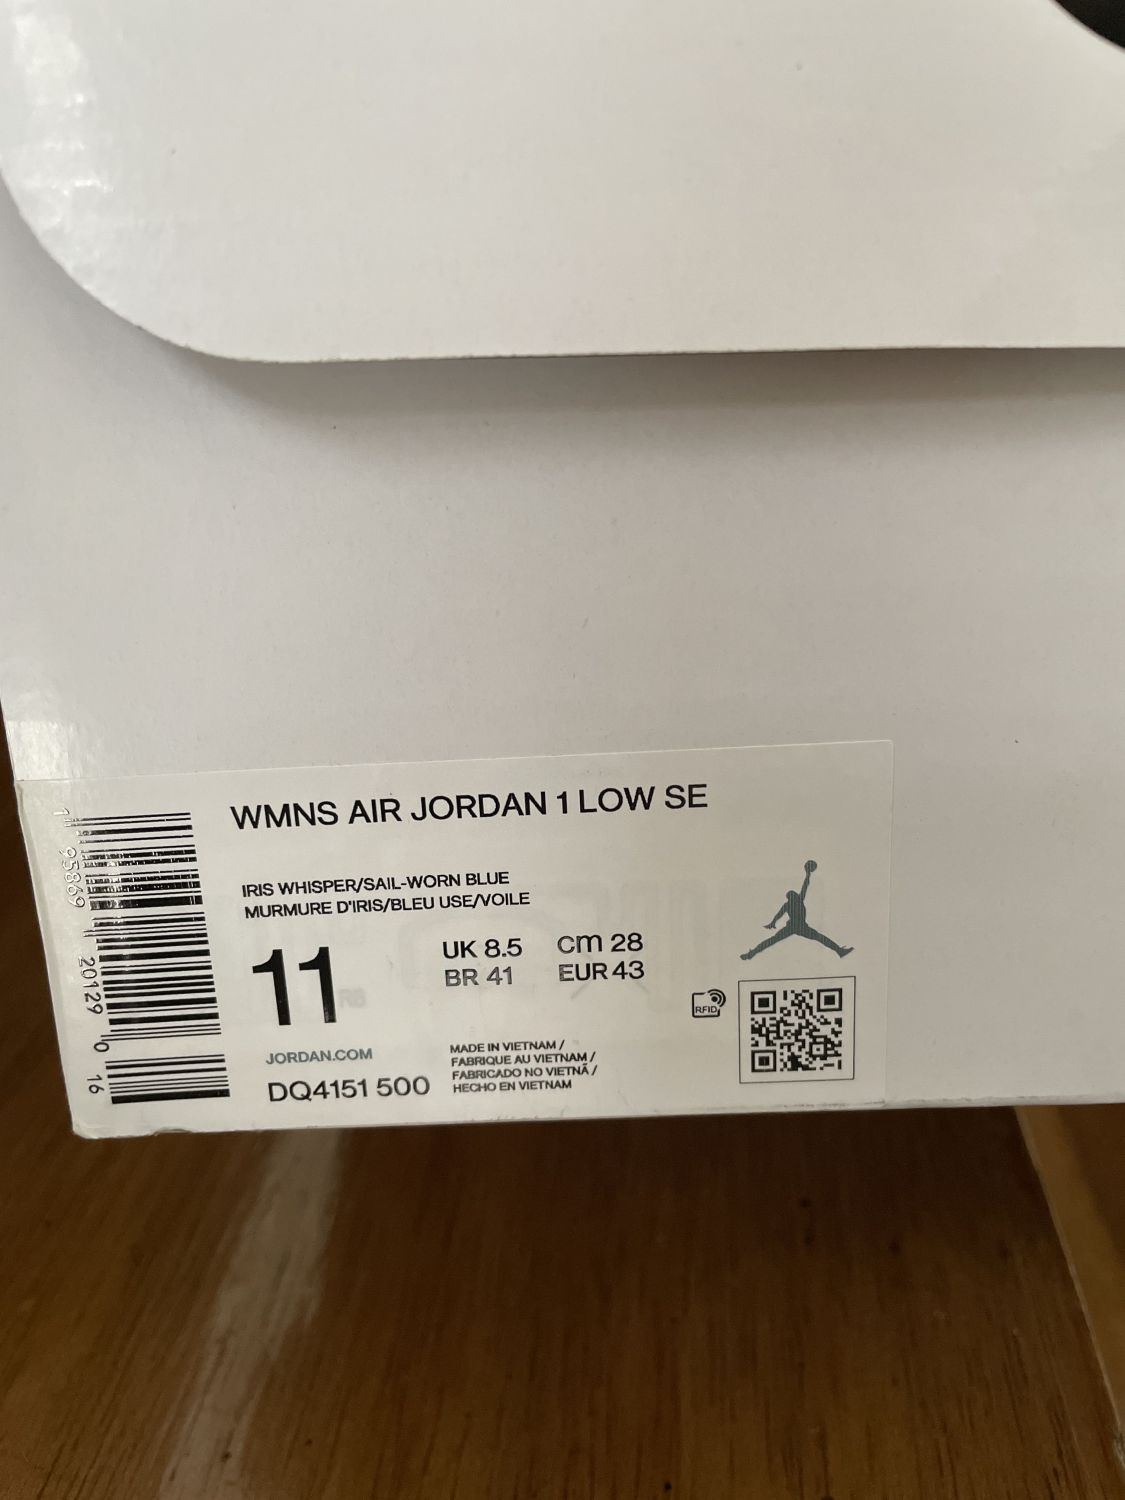 WMNS AIR JORDAN 1 LOW SE
IRIS WHISPER/SAIL-WORN BLUE
MURMURE D'IRIS/BLEU USE/VOILE
11
UK 8.5 cm 28
BR 41 EUR 43
JORDAN.COM
DQ4151 500
MADE IN VIETNAM /
FABRIQUE AU VIETNAM /
FABRICADO NO VIETNÃ /
HECHO EN VIETNAM
RFID
1 95869 20129 0 16